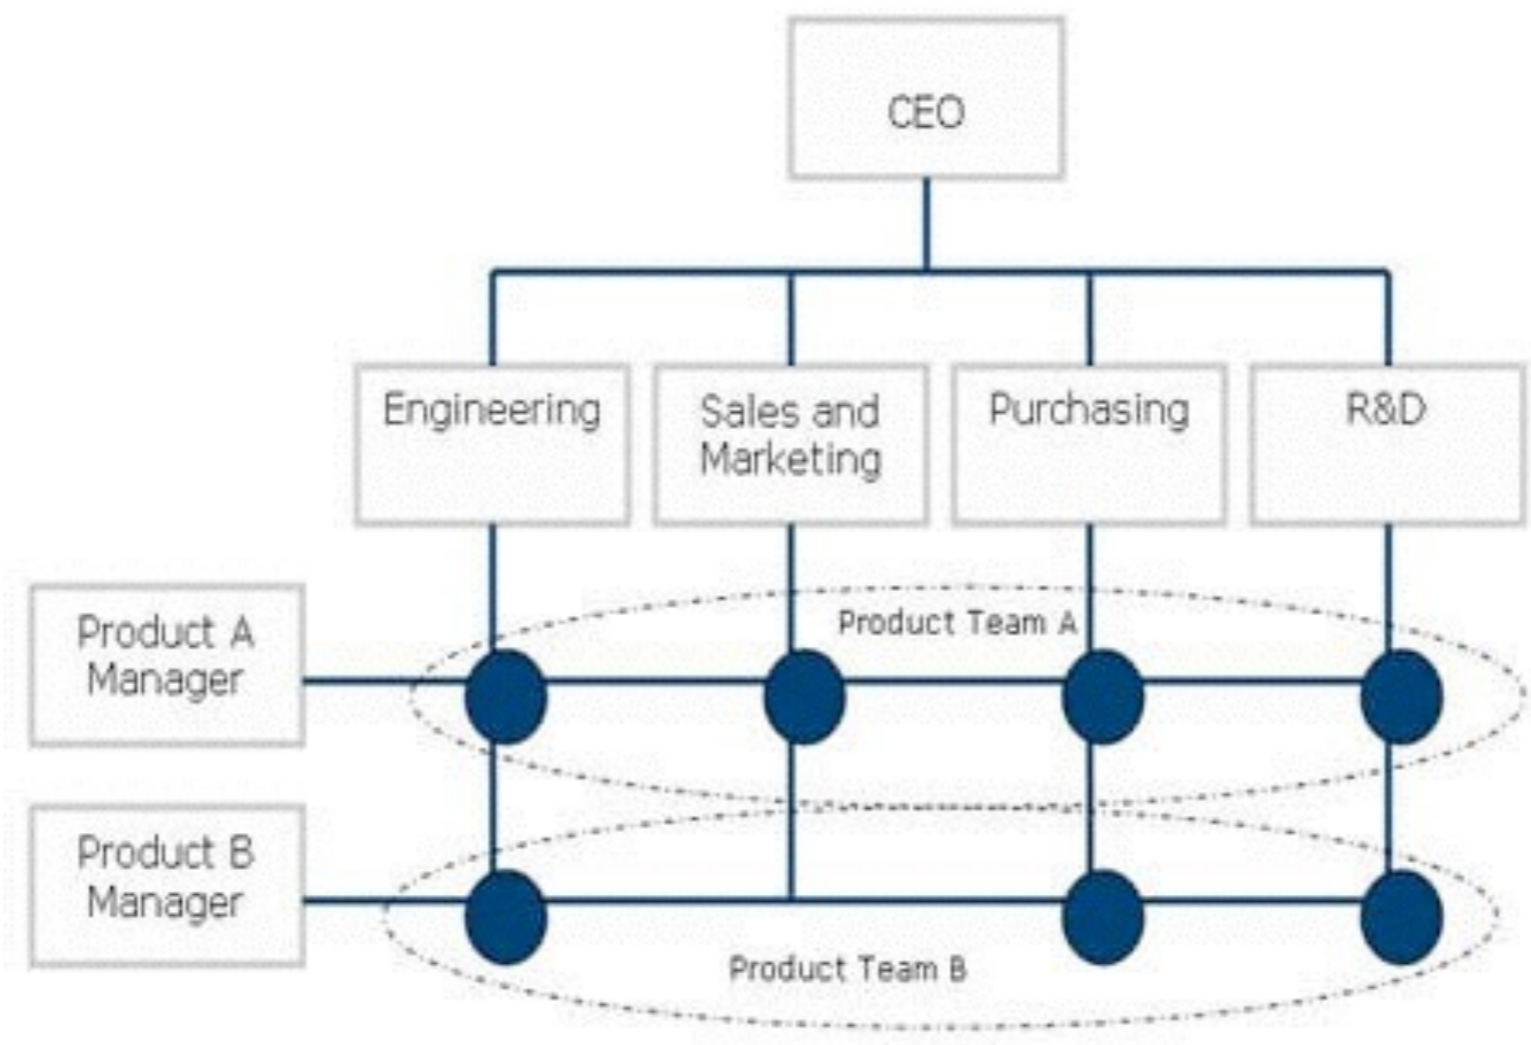 CEO
Engineering
Sales and
Marketing
Purchasing
R&D
Product A
Manager
Product Team A
Product B
Manager
Product Team B